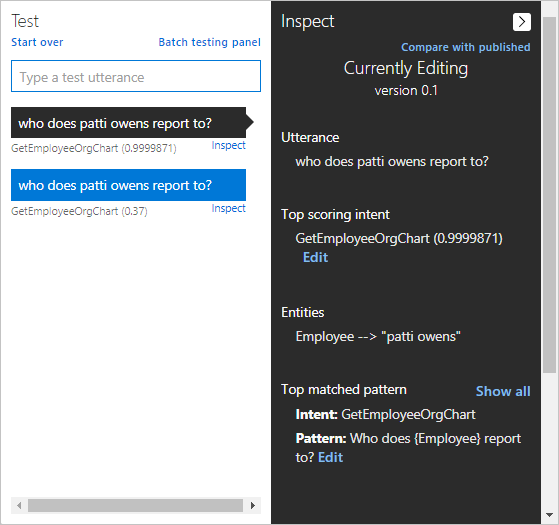 Test
Start over
Batch testing panel
Type a test utterance
who does patti owens report to?
GetEmployeeOrgChart (0.9999871)
Inspect
who does patti owens report to?
GetEmployeeOrgChart (0.37)
Inspect
Inspect
Compare with published
Currently Editing
version 0.1
Utterance
who does patti owens report to?
Top scoring intent
GetEmployeeOrgChart (0.9999871)
Edit
Entities
Employee --> "patti owens"
Top matched pattern
Show all
Intent: GetEmployeeOrgChart
Pattern: Who does {Employee} report
to? Edit